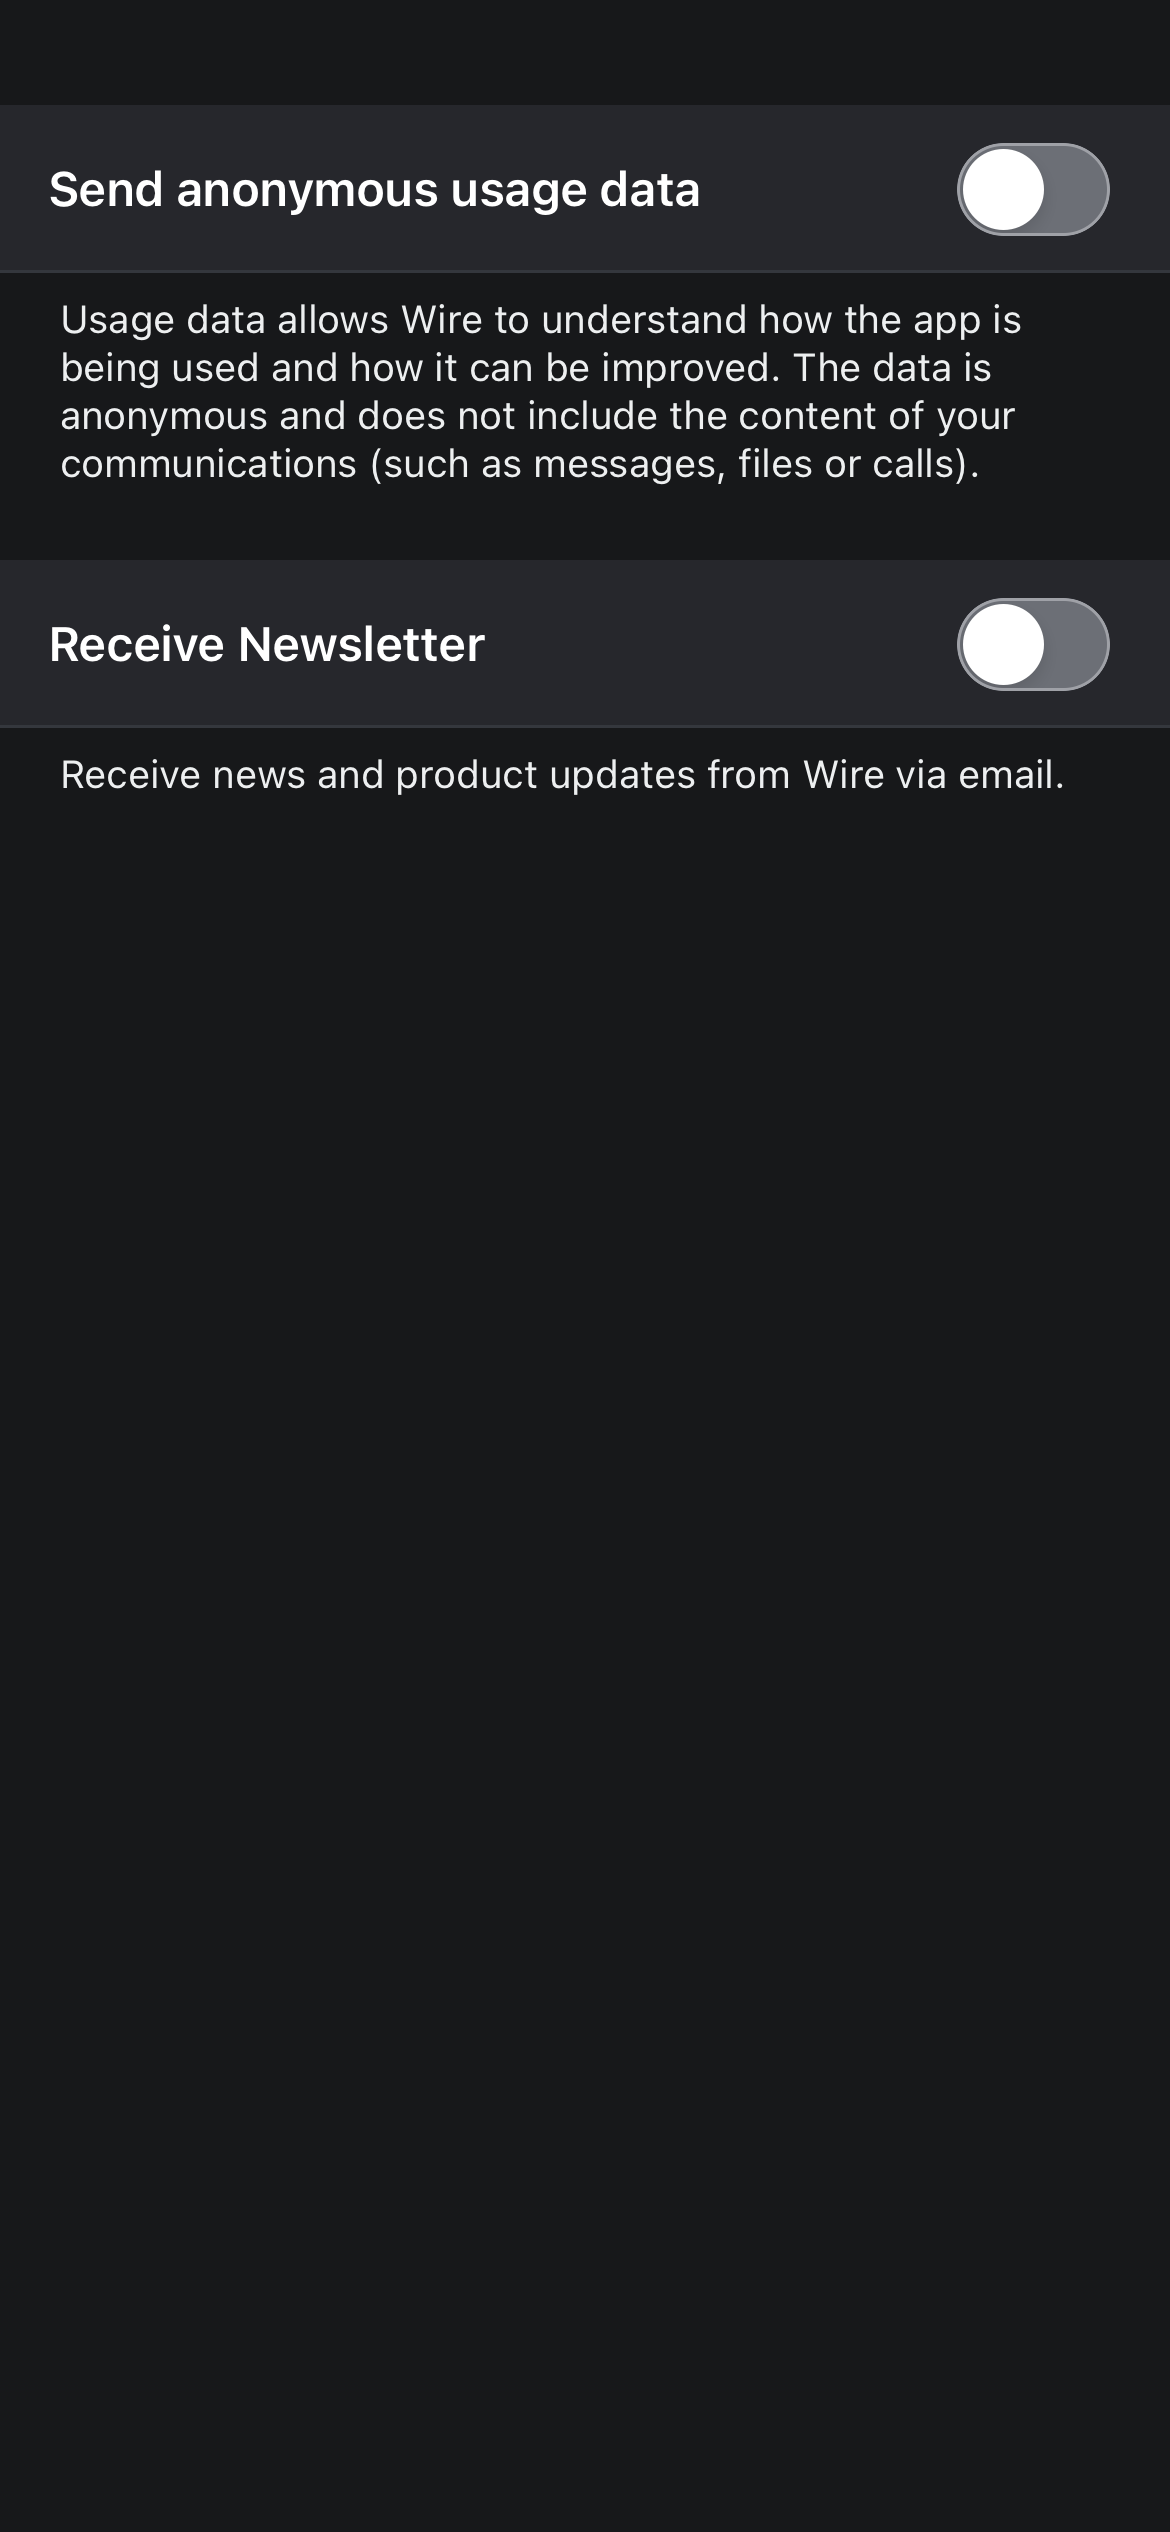 Send anonymous usage data
Usage data allows Wire to understand how the app is
being used and how it can be improved. The data is
anonymous and does not include the content of your
communications (such as messages, files or calls).
Receive Newsletter
Receive news and product updates from Wire via email.